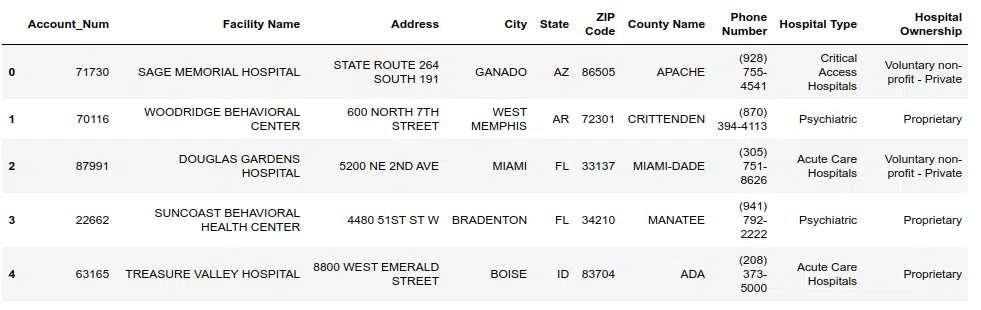 Account_Num Facility Name Address City State ZIP Code County Name Phone Number Hospital Type Hospital Ownership
0 71730 SAGE MEMORIAL HOSPITAL STATE ROUTE 264 SOUTH 191 GANADO AZ 86505 APACHE (928) 755-4541 Critical Access Hospitals Voluntary non-profit - Private
1 70116 WOODRIDGE BEHAVIORAL CENTER 600 NORTH 7TH STREET WEST MEMPHIS AR 72301 CRITTENDEN (870) 394-4113 Psychiatric Proprietary
2 87991 DOUGLAS GARDENS HOSPITAL 5200 NE 2ND AVE MIAMI FL 33137 MIAMI-DADE (305) 751-8626 Acute Care Hospitals Voluntary non-profit - Private
3 22662 SUNCOAST BEHAVIORAL HEALTH CENTER 4480 51ST ST W BRADENTON FL 34210 MANATEE (941) 792-2222 Psychiatric Proprietary
4 63165 TREASURE VALLEY HOSPITAL 8800 WEST EMERALD STREET BOISE ID 83704 ADA (208) 373-5000 Acute Care Hospitals Proprietary